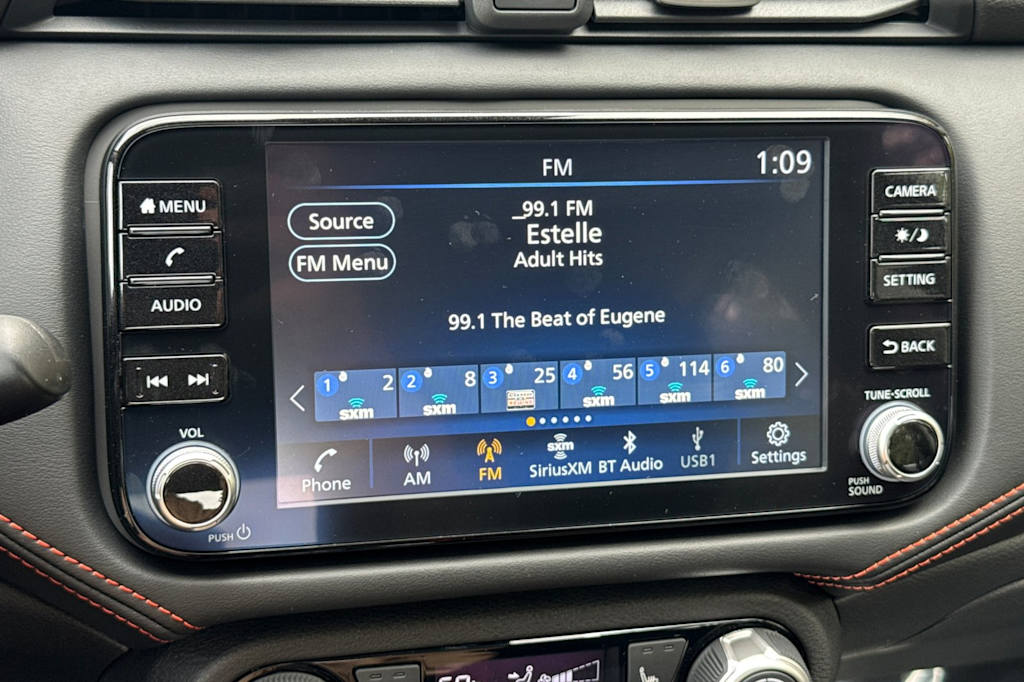 FM
1:09
MENU
AUDIO
VOL
PUSH
Source
FM Menu
_99.1 FM
Estelle
Adult Hits
99.1 The Beat of Eugene
1 2 sxm
2 8 sxm
3 25
4 56 sxm
5 114 sxm
6 80 sxm
Phone
AM
FM
sxm
SiriusXM
BT Audio
USB1
Settings
CAMERA
SETTING
BACK
TUNE•SCROLL
PUSH
SOUND